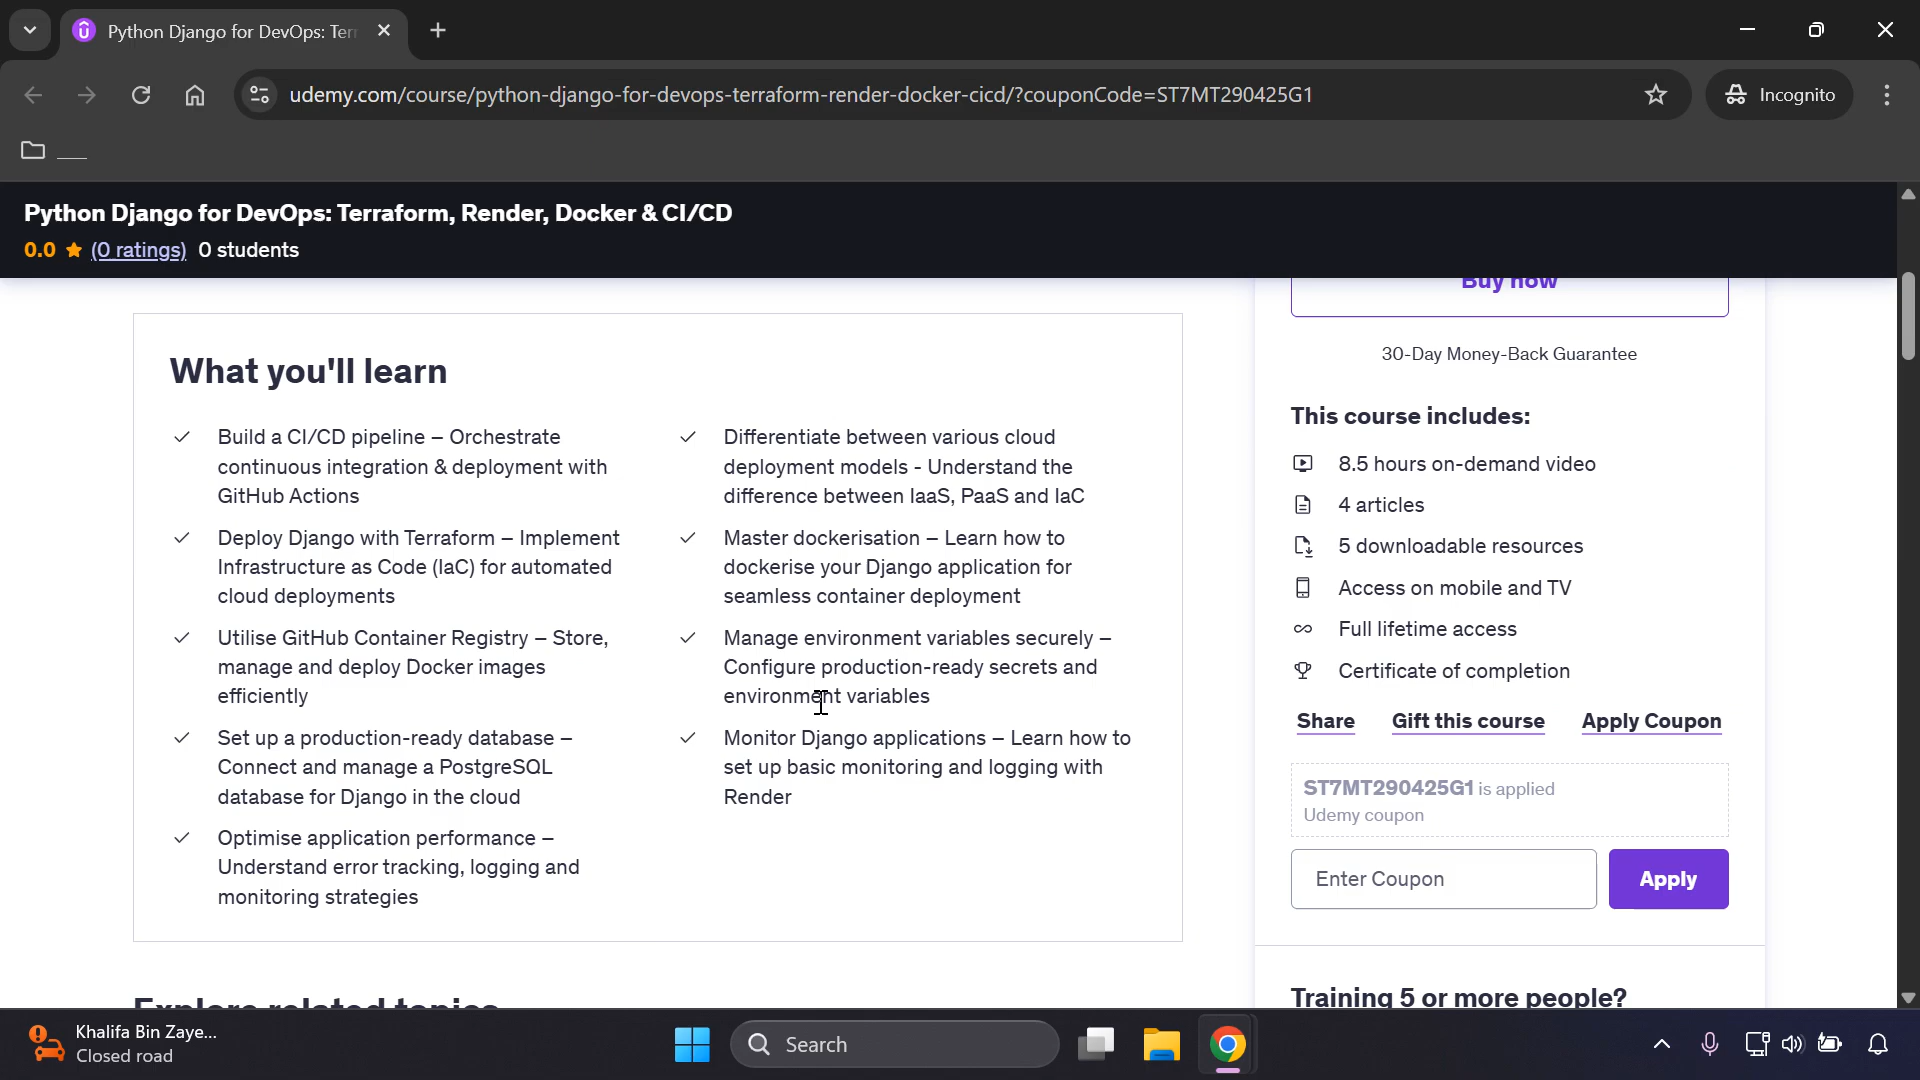 Python Django for DevOps: Terr
udemy.com/course/python-django-for-devops-terraform-render-docker-cicd/?couponCode=ST7MT290425G1
Incognito
___
Python Django for DevOps: Terraform, Render, Docker & CI/CD
0.0 ★ (0 ratings) 0 students
Buy now
30-Day Money-Back Guarantee
What you'll learn
Build a CI/CD pipeline – Orchestrate
continuous integration & deployment with
GitHub Actions
Deploy Django with Terraform – Implement
Infrastructure as Code (IaC) for automated
cloud deployments
Utilise GitHub Container Registry – Store,
manage and deploy Docker images
efficiently
Set up a production-ready database –
Connect and manage a PostgreSQL
database for Django in the cloud
Optimise application performance –
Understand error tracking, logging and
monitoring strategies
Differentiate between various cloud
deployment models - Understand the
difference between IaaS, PaaS and IaC
Master dockerisation – Learn how to
dockerise your Django application for
seamless container deployment
Manage environment variables securely –
Configure production-ready secrets and
environment variables
Monitor Django applications – Learn how to
set up basic monitoring and logging with
Render
This course includes:
8.5 hours on-demand video
4 articles
5 downloadable resources
Access on mobile and TV
Full lifetime access
Certificate of completion
Share Gift this course Apply Coupon
ST7MT290425G1 is applied
Udemy coupon
Enter Coupon Apply
Explore related topics
Training 5 or more people?
Khalifa Bin Zaye...
Closed road
Search